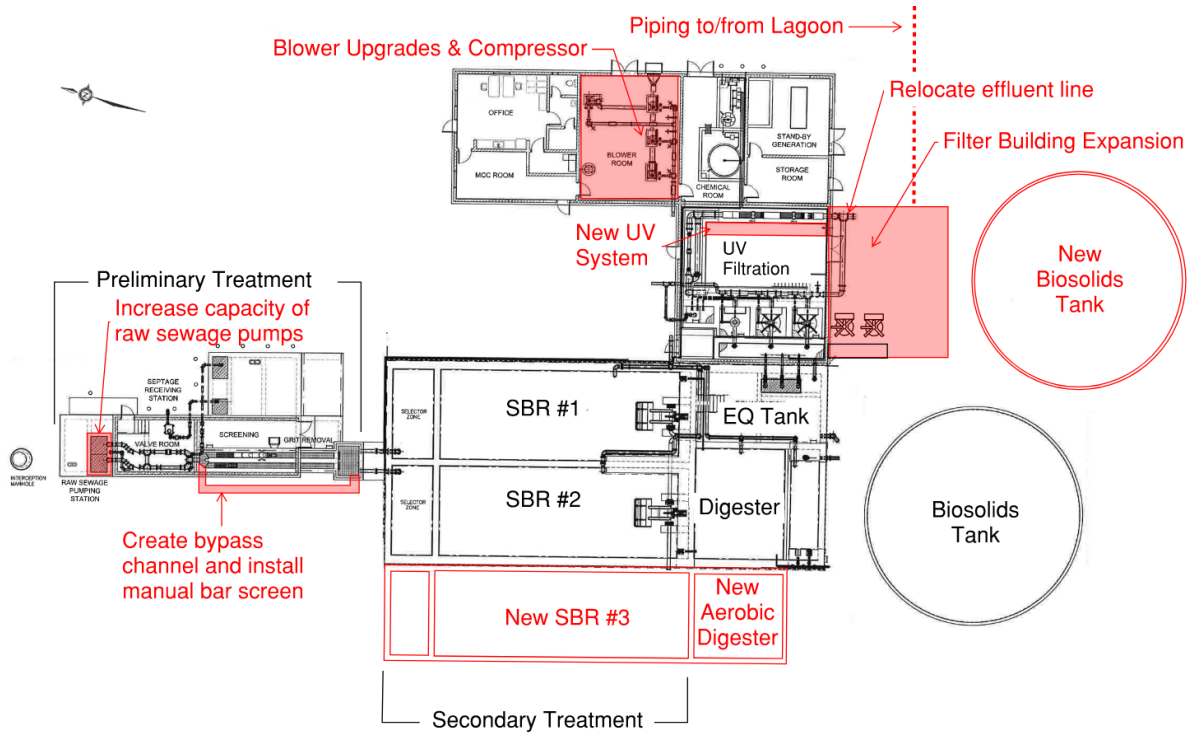 Piping to/from Lagoon
Blower Upgrades & Compressor
Relocate effluent line
Filter Building Expansion
OFFICE
MCC ROOM
BLOWER
ROOM
CHEMICAL
ROOM
STAND-BY
GENERATION
STORAGE
ROOM
New UV
System
UV
Filtration
New
Biosolids
Tank
Preliminary Treatment
Increase capacity of
raw sewage pumps
SEPTAGE
RECEIVING
STATION
VALVE ROOM
SCREENING
GRIT REMOVAL
INTERCEPTION
MANHOLE
RAW SEWAGE
PUMPING
STATION
SELECTOR
ZONE
SBR #1
EQ Tank
SELECTOR
ZONE
SBR #2
Digester
Biosolids
Tank
Create bypass
channel and install
manual bar screen
New SBR #3
New
Aerobic
Digester
Secondary Treatment